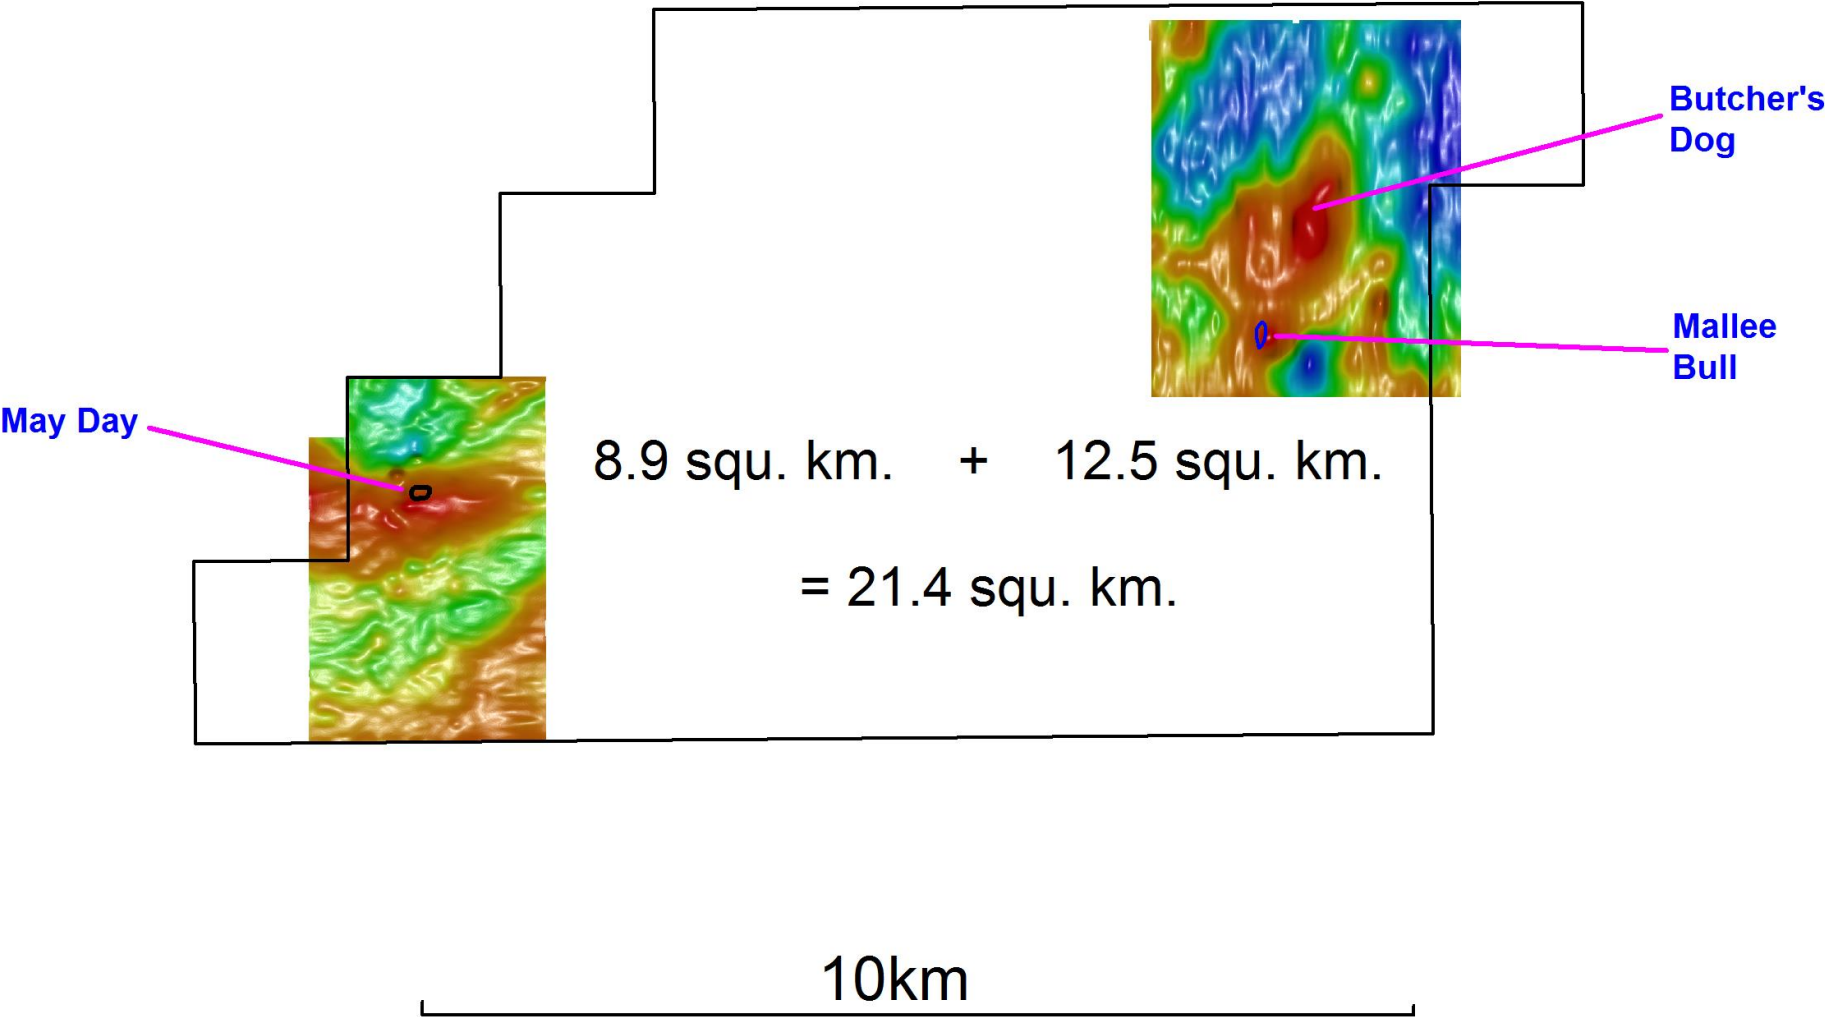 Butcher's
Dog
Mallee
Bull
May Day
8.9 squ. km. + 12.5 squ. km.
= 21.4 squ. km.
10km